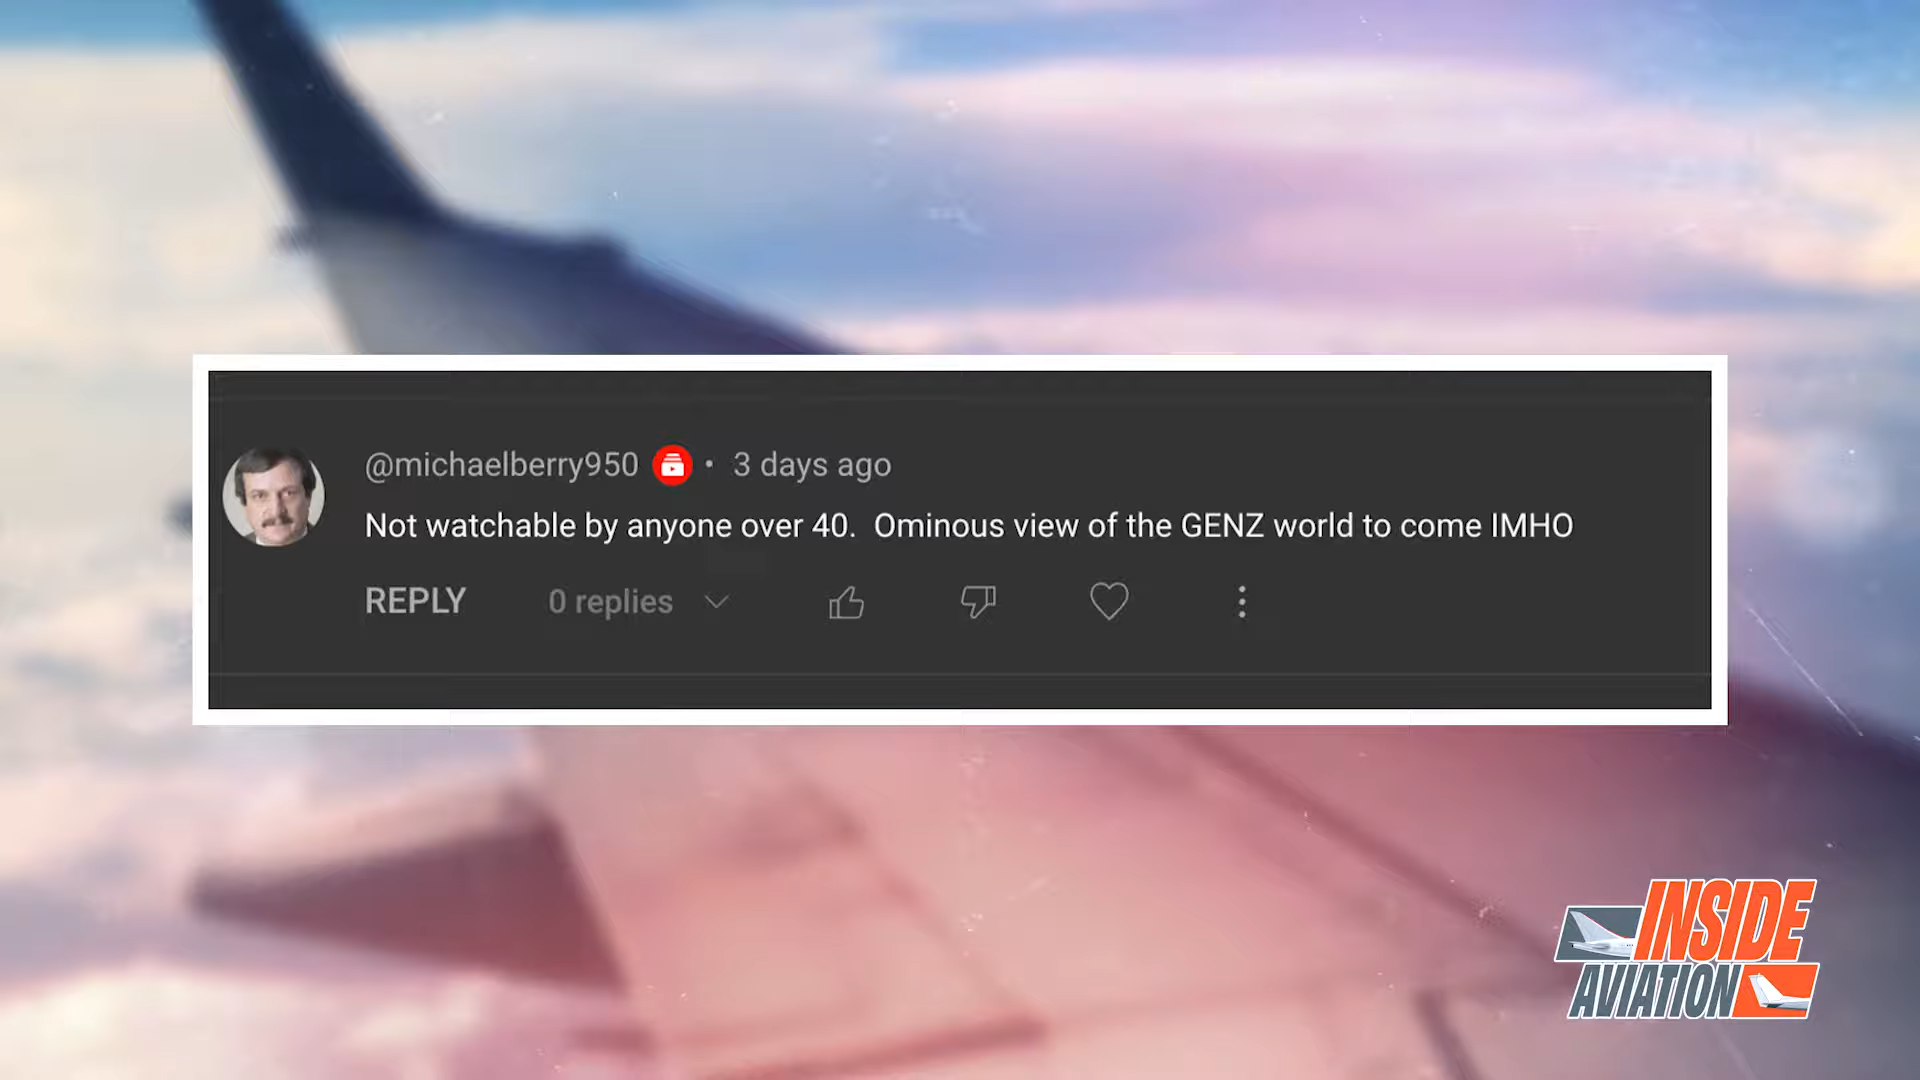 @michaelberry950 • 3 days ago
Not watchable by anyone over 40.  Ominous view of the GENZ world to come IMHO
REPLY 0 replies
INSIDE
AVIATION